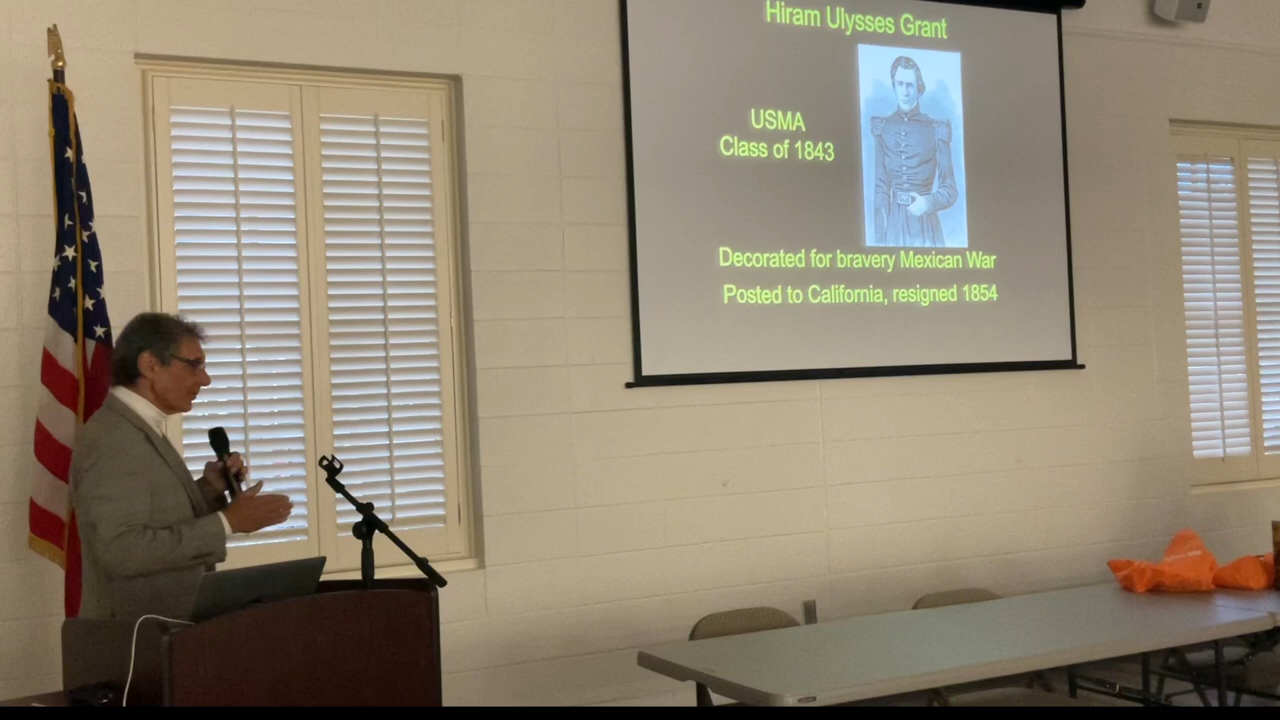 Hiram Ulysses Grant
USMA
Class of 1843
Decorated for bravery Mexican War
Posted to California, resigned 1854